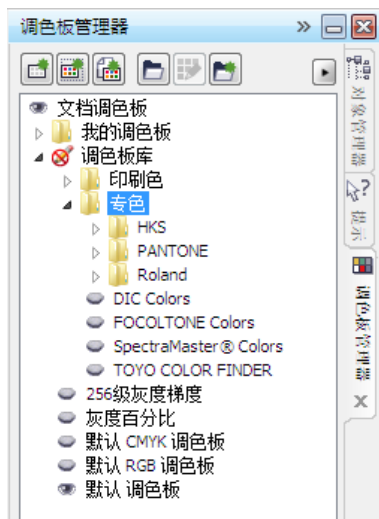 调色板管理器
文档调色板
我的调色板
调色板库
印刷色
专色
HKS
PANTONE
Roland
DIC Colors
FOCOLTONE Colors
SpectraMaster® Colors
TOYO COLOR FINDER
256级灰度梯度
灰度百分比
默认 CMYK 调色板
默认 RGB 调色板
默认 调色板
对象管理器
提示
调色板管理器